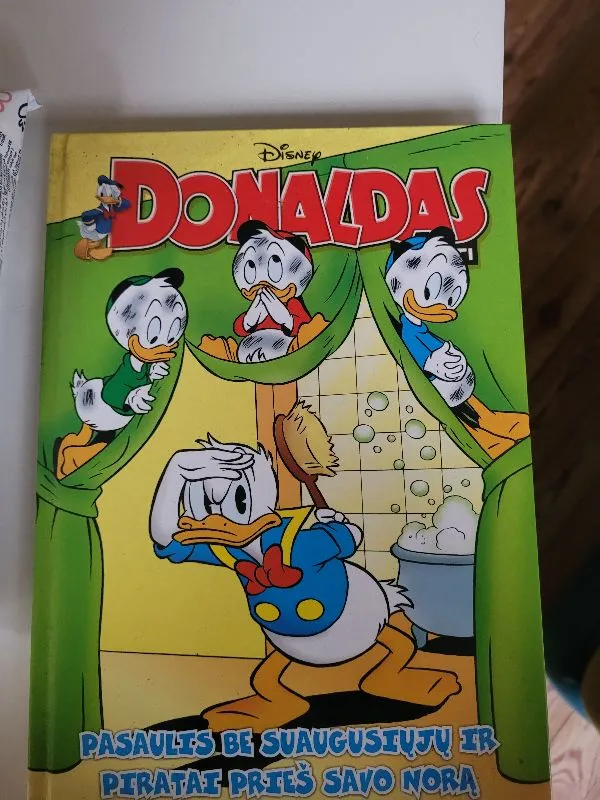 Disney
DONALDAS
PASAULIS BE SUAUGUSIŲJŲ IR
PIRATAI PRIEŠ SAVO NORĄ